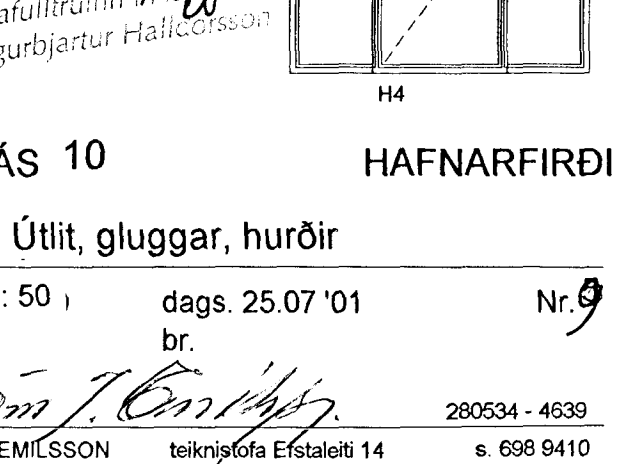 gurbjartur Halldórsson
H4
ÁS 10 HAFNARFIRÐI
Útlit, gluggar, hurðir
: 50 dags. 25.07 '01 Nr. 9
br.
280534 - 4639
EMILSSON teiknistofa Efstaleiti 14 s. 698 9410